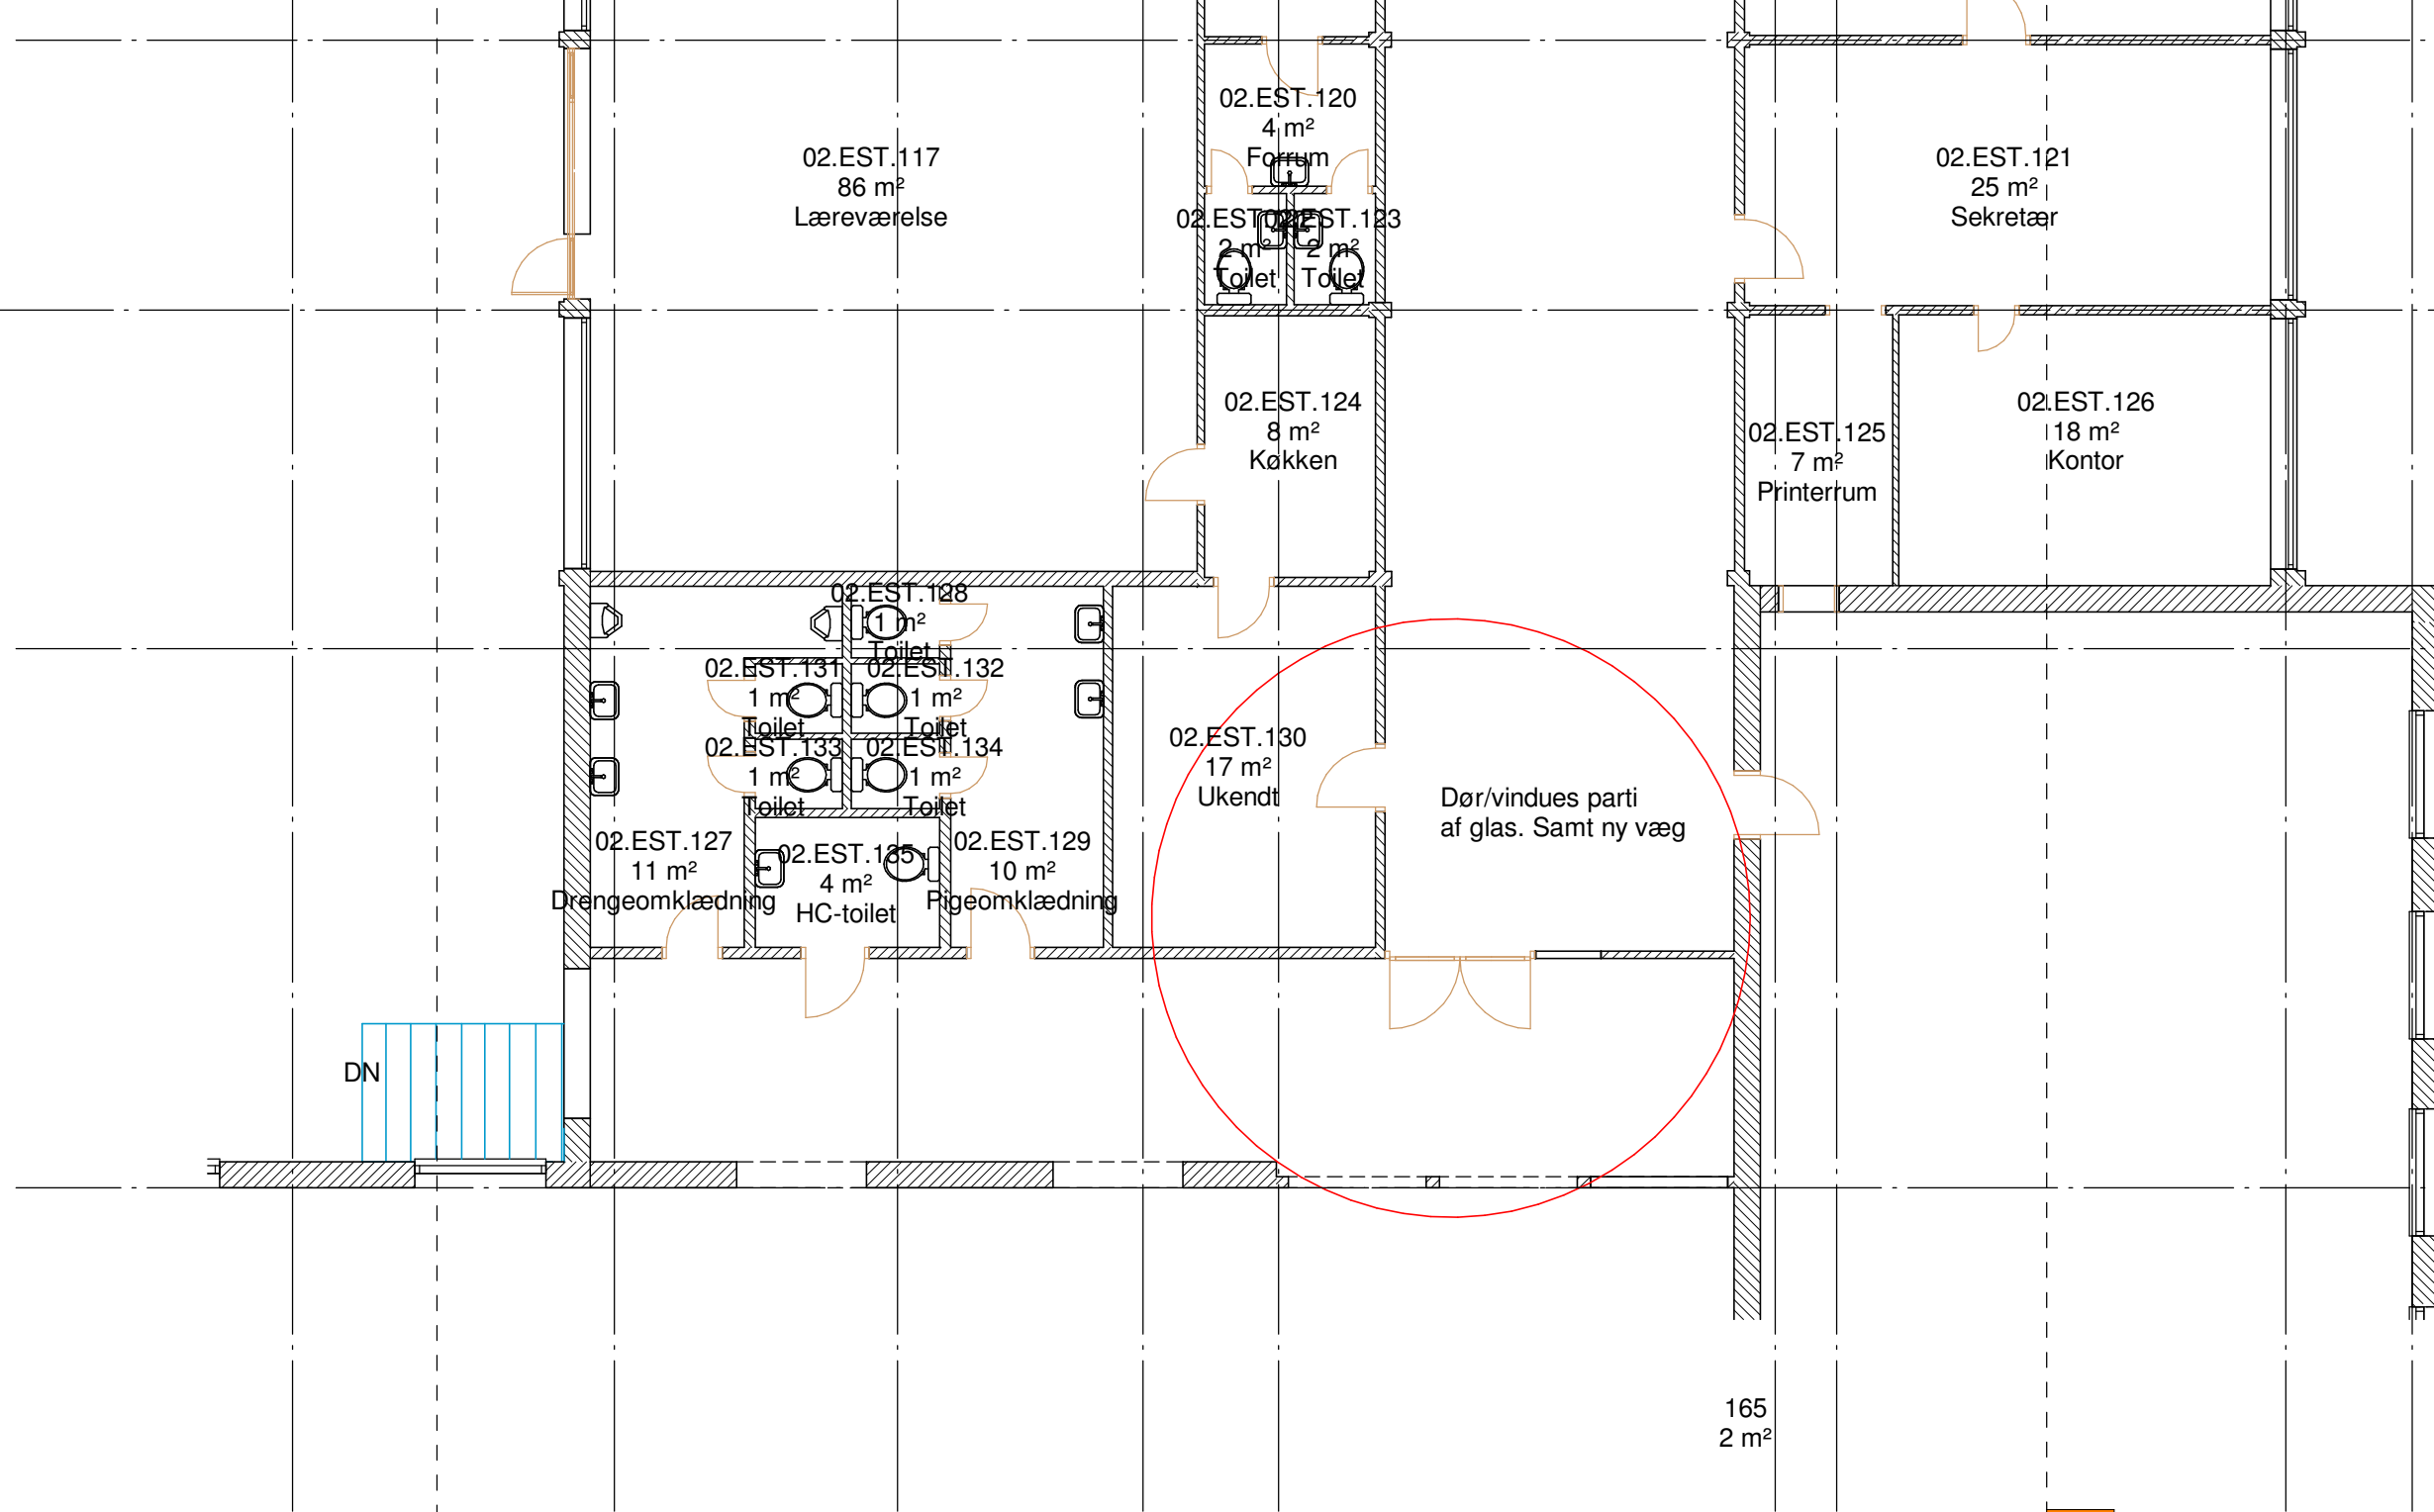 02.EST.120
4 m²
Forrum
02.EST.117
86 m²
Læreværelse
02.EST.121
25 m²
Sekretær
02.EST
2 m²
Toilet
EST.123
2 m²
Toilet
02.EST.124
8 m²
Køkken
02.EST.125
7 m²
Printerrum
02.EST.126
18 m²
Kontor
02.EST.128
1 m²
Toilet
02.EST.131
1 m²
Toilet
02.EST.132
1 m²
Toilet
02.EST.133
1 m²
Toilet
02.EST.134
1 m²
Toilet
02.EST.130
17 m²
Ukendt
Dør/vindues parti
af glas. Samt ny væg
02.EST.127
11 m²
Drengeomklædning
02.EST.135
4 m²
HC-toilet
02.EST.129
10 m²
Pigeomklædning
DN
165
2 m²